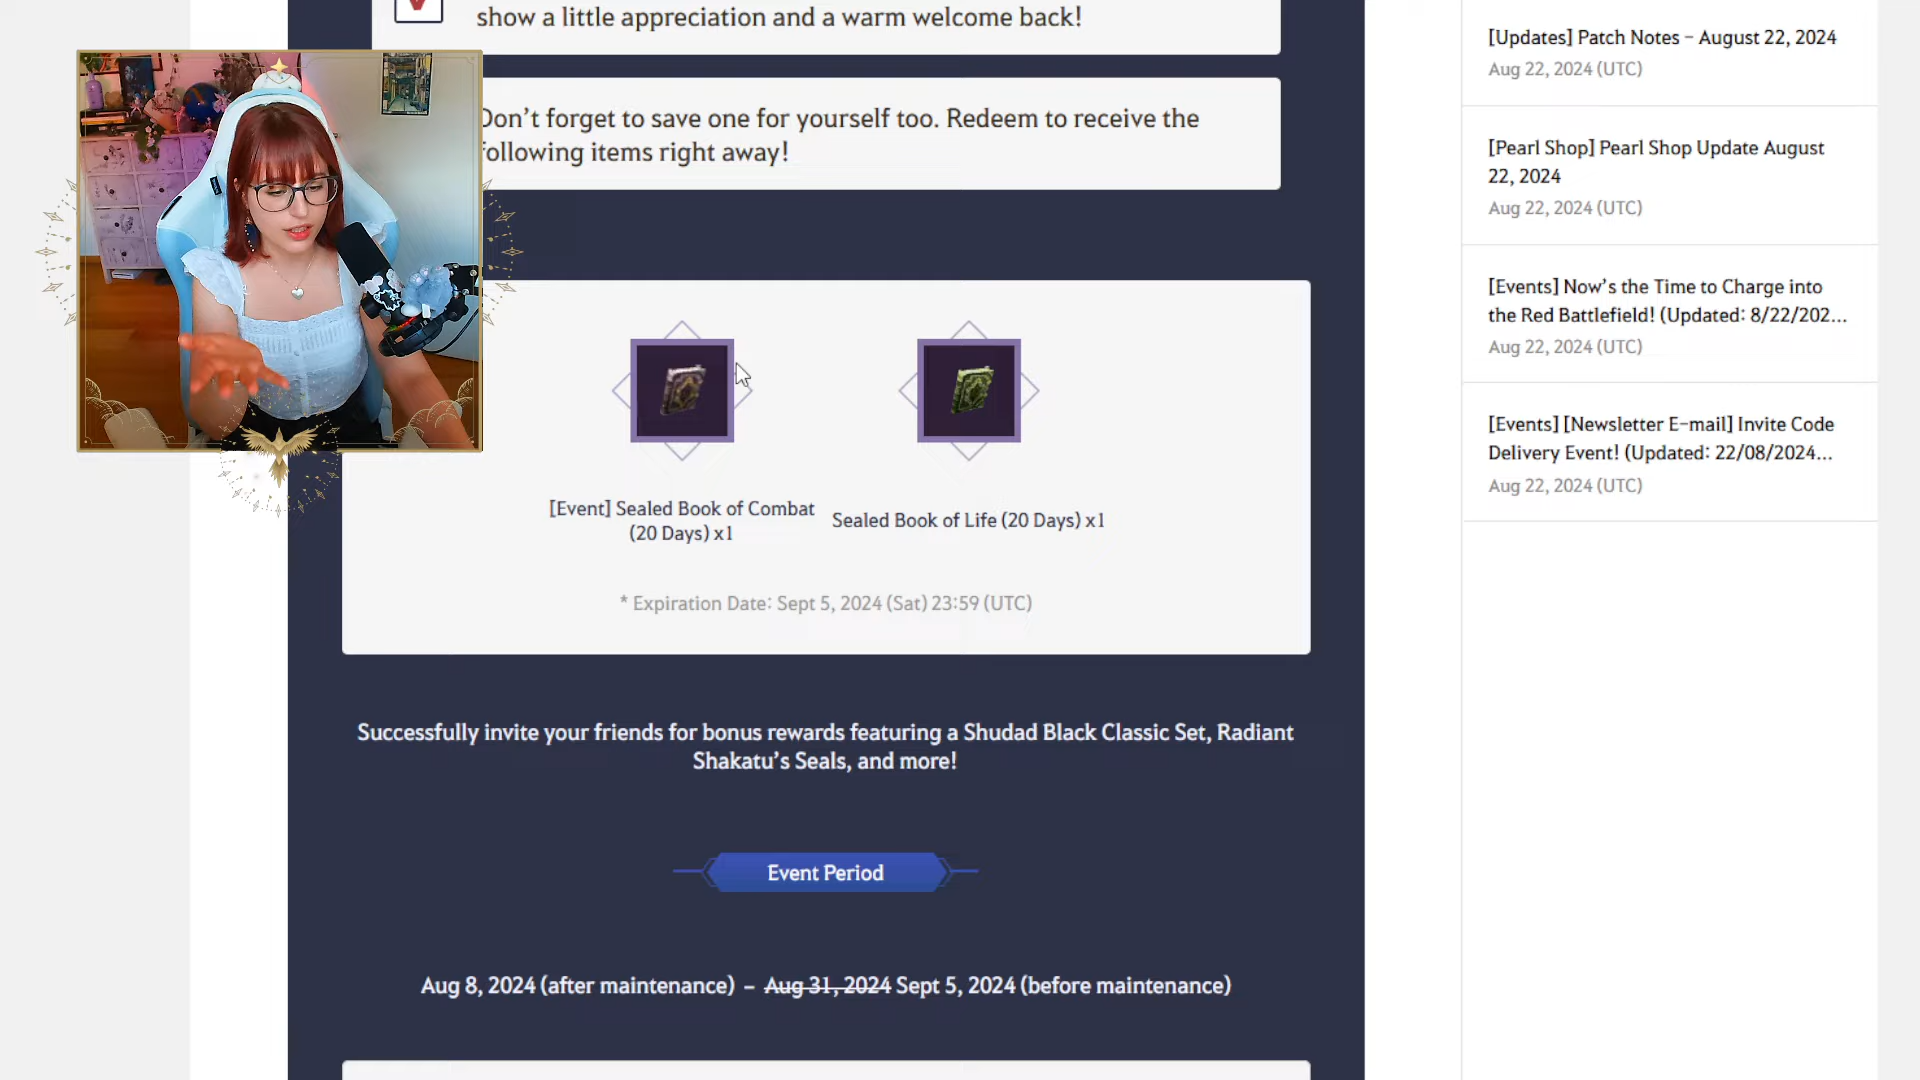 show a little appreciation and a warm welcome back!
Don't forget to save one for yourself too. Redeem to receive the
following items right away!
[Event] Sealed Book of Combat
(20 Days) x1
Sealed Book of Life (20 Days) x1
* Expiration Date: Sept 5, 2024 (Sat) 23:59 (UTC)
Successfully invite your friends for bonus rewards featuring a Shudad Black Classic Set, Radiant
Shakatu's Seals, and more!
Event Period
Aug 8, 2024 (after maintenance) – Aug 31, 2024 Sept 5, 2024 (before maintenance)
[Updates] Patch Notes – August 22, 2024
Aug 22, 2024 (UTC)
[Pearl Shop] Pearl Shop Update August
22, 2024
Aug 22, 2024 (UTC)
[Events] Now's the Time to Charge into
the Red Battlefield! (Updated: 8/22/202...
Aug 22, 2024 (UTC)
[Events] [Newsletter E-mail] Invite Code
Delivery Event! (Updated: 22/08/2024...
Aug 22, 2024 (UTC)